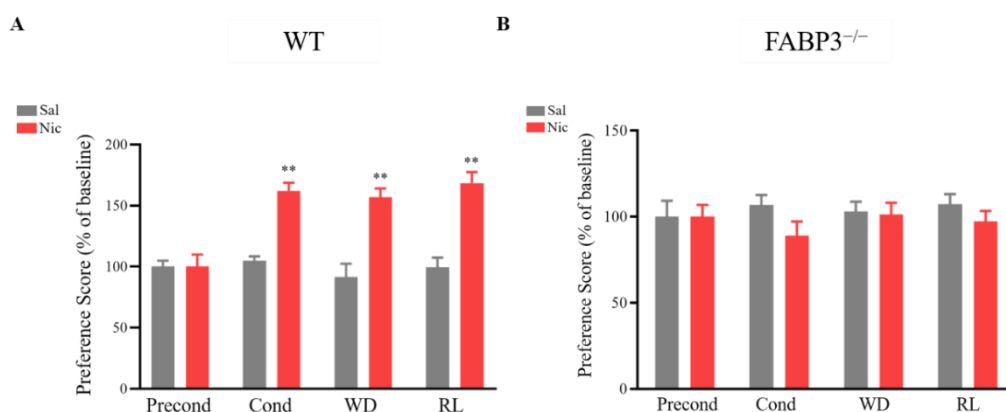 A
WT
Sal
Nic
Preference Score (% of baseline)
200
150
100
50
0
**
**
**
Precond Cond WD RL
B
FABP3⁻/⁻
Sal
Nic
Preference Score (% of baseline)
150
100
50
0
Precond Cond WD RL